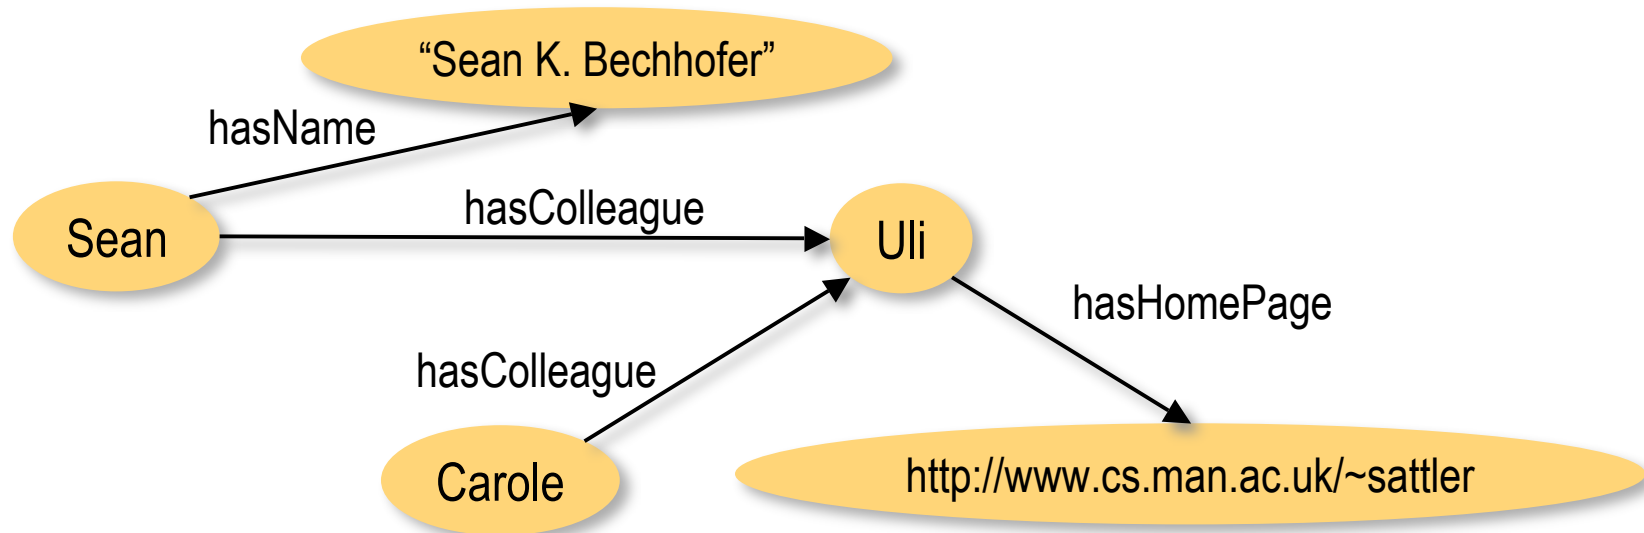 “Sean K. Bechhofer”
hasName
Sean
hasColleague
Uli
hasHomePage
hasColleague
Carole
http://www.cs.man.ac.uk/~sattler